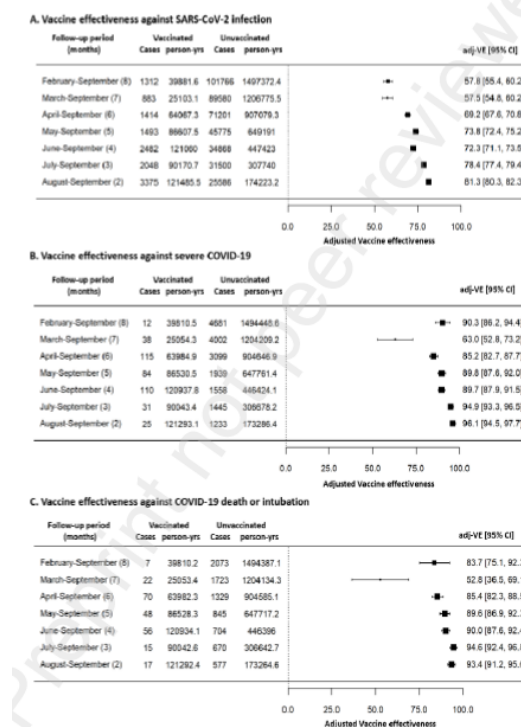 A. Vaccine effectiveness against SARS-CoV-2 infection
Follow-up period Vaccinated Unvaccinated
(months) Cases person-yrs Cases person-yrs adj-VE [95% CI]
February-September (8) 1312 39881.6 101766 1497372.4 57.8 [55.4, 60.2
March-September (7) 883 25103.1 89580 1206775.5 57.5 [54.8, 60.2
April-September (6) 1414 64067.3 71201 907079.3 69.2 [67.6, 70.8
May-September (5) 1493 86607.5 45775 649191 73.8 [72.4, 75.2
June-September (4) 2482 121060 34868 447423 72.3 [71.1, 73.5
July-September (3) 2048 90170.7 31500 307740 78.4 [77.4, 79.4
August-September (2) 3375 121485.5 25586 174223.2 81.3 [80.3, 82.3
0.0 25.0 50.0 75.0 100.0
Adjusted Vaccine effectiveness
B. Vaccine effectiveness against severe COVID-19
Follow-up period Vaccinated Unvaccinated
(months) Cases person-yrs Cases person-yrs adj-VE [95% CI]
February-September (8) 12 39810.5 4681 1494448.6 90.3 [86.2, 94.4
March-September (7) 38 25054.3 4002 1204209.2 63.0 [52.8, 73.2
April-September (6) 115 63984.9 3099 904646.9 85.2 [82.7, 87.7
May-September (5) 84 86530.5 1939 647761.4 89.8 [87.6, 92.0
June-September (4) 110 120937.8 1558 446424.1 89.7 [87.9, 91.5
July-September (3) 31 90043.4 1445 306678.2 94.9 [93.3, 96.5
August-September (2) 25 121293.1 1233 173286.4 96.1 [94.5, 97.7
0.0 25.0 50.0 75.0 100.0
Adjusted Vaccine effectiveness
C. Vaccine effectiveness against COVID-19 death or intubation
Follow-up period Vaccinated Unvaccinated
(months) Cases person-yrs Cases person-yrs adj-VE [95% CI]
February-September (8) 7 39810.2 2073 1494387.1 83.7 [75.1, 92.
March-September (7) 22 25053.4 1723 1204134.3 52.8 [36.5, 69.
April-September (6) 70 63982.3 1329 904585.1 85.4 [82.3, 88.
May-September (5) 48 86528.3 845 647717.2 89.6 [86.9, 92.
June-September (4) 56 120934.1 704 446396 90.0 [87.6, 92.
July-September (3) 15 90042.6 670 306642.7 94.6 [92.4, 96.
August-September (2) 17 121292.4 577 173264.6 93.4 [91.2, 95.
0.0 25.0 50.0 75.0 100.0
Adjusted Vaccine effectiveness
Preprint not peer reviewe